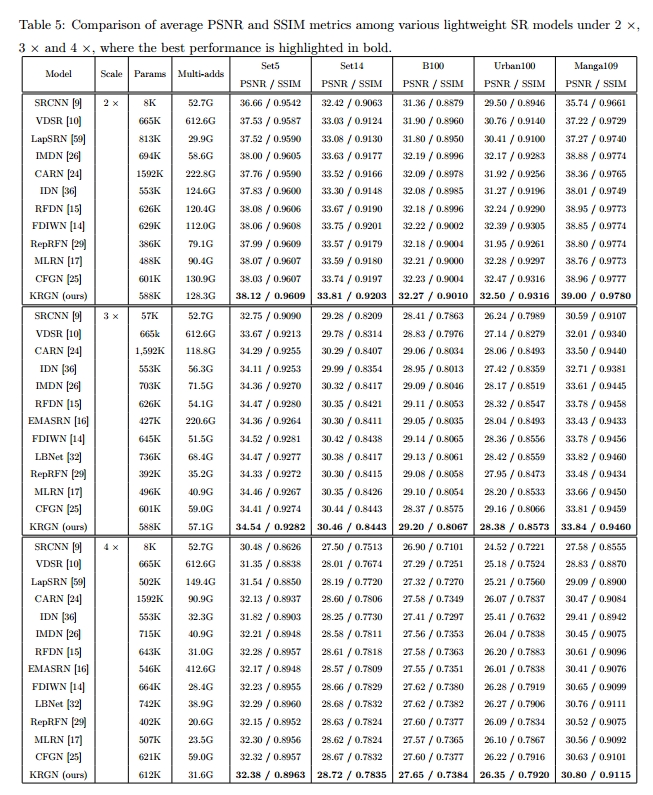 Table 5: Comparison of average PSNR and SSIM metrics among various lightweight SR models under 2 ×,
3 × and 4 ×, where the best performance is highlighted in bold.
Model Scale Params Multi-adds Set5 Set14 B100 Urban100 Manga109
PSNR / SSIM PSNR / SSIM PSNR / SSIM PSNR / SSIM PSNR / SSIM
SRCNN [9] 2 × 8K 52.7G 36.66 / 0.9542 32.42 / 0.9063 31.36 / 0.8879 29.50 / 0.8946 35.74 / 0.9661
VDSR [10] 665K 612.6G 37.53 / 0.9587 33.03 / 0.9124 31.90 / 0.8960 30.76 / 0.9140 37.22 / 0.9729
LapSRN [59] 813K 29.9G 37.52 / 0.9590 33.08 / 0.9130 31.80 / 0.8950 30.41 / 0.9100 37.27 / 0.9740
IMDN [26] 694K 58.6G 38.00 / 0.9605 33.63 / 0.9177 32.19 / 0.8996 32.17 / 0.9283 38.88 / 0.9774
CARN [24] 1592K 222.8G 37.76 / 0.9590 33.52 / 0.9166 32.09 / 0.8978 31.92 / 0.9256 38.36 / 0.9765
IDN [36] 553K 124.6G 37.83 / 0.9600 33.30 / 0.9148 32.08 / 0.8985 31.27 / 0.9196 38.01 / 0.9749
RFDN [15] 626K 120.4G 38.08 / 0.9606 33.67 / 0.9190 32.18 / 0.8996 32.24 / 0.9290 38.95 / 0.9773
FDIWN [14] 629K 112.0G 38.06 / 0.9608 33.75 / 0.9201 32.22 / 0.9002 32.39 / 0.9305 38.85 / 0.9774
RepRFN [29] 386K 79.1G 37.99 / 0.9609 33.57 / 0.9179 32.18 / 0.9004 31.95 / 0.9261 38.80 / 0.9774
MLRN [17] 488K 90.4G 38.07 / 0.9607 33.59 / 0.9180 32.21 / 0.9000 32.28 / 0.9297 38.76 / 0.9773
CFGN [25] 601K 130.9G 38.03 / 0.9607 33.74 / 0.9197 32.23 / 0.9004 32.47 / 0.9316 38.96 / 0.9777
KRGN (ours) 588K 128.3G 38.12 / 0.9609 33.81 / 0.9203 32.27 / 0.9010 32.50 / 0.9316 39.00 / 0.9780
SRCNN [9] 3 × 57K 52.7G 32.75 / 0.9090 29.28 / 0.8209 28.41 / 0.7863 26.24 / 0.7989 30.59 / 0.9107
VDSR [10] 665k 612.6G 33.67 / 0.9213 29.78 / 0.8314 28.83 / 0.7976 27.14 / 0.8279 32.01 / 0.9340
CARN [24] 1,592K 118.8G 34.29 / 0.9255 30.29 / 0.8407 29.06 / 0.8034 28.06 / 0.8493 33.50 / 0.9440
IDN [36] 553K 56.3G 34.11 / 0.9253 29.99 / 0.8354 28.95 / 0.8013 27.42 / 0.8359 32.71 / 0.9381
IMDN [26] 703K 71.5G 34.36 / 0.9270 30.32 / 0.8417 29.09 / 0.8046 28.17 / 0.8519 33.61 / 0.9445
RFDN [15] 626K 54.1G 34.47 / 0.9280 30.35 / 0.8421 29.11 / 0.8053 28.32 / 0.8547 33.78 / 0.9458
EMASRN [16] 427K 220.6G 34.36 / 0.9264 30.30 / 0.8411 29.05 / 0.8035 28.04 / 0.8493 33.43 / 0.9433
FDIWN [14] 645K 51.5G 34.52 / 0.9281 30.42 / 0.8438 29.14 / 0.8065 28.36 / 0.8556 33.78 / 0.9456
LBNet [32] 736K 68.4G 34.47 / 0.9277 30.38 / 0.8417 29.13 / 0.8061 28.42 / 0.8559 33.82 / 0.9460
RepRFN [29] 392K 35.2G 34.33 / 0.9272 30.30 / 0.8415 29.08 / 0.8058 27.95 / 0.8473 33.48 / 0.9434
MLRN [17] 496K 40.9G 34.46 / 0.9267 30.35 / 0.8426 29.10 / 0.8054 28.20 / 0.8533 33.66 / 0.9450
CFGN [25] 601K 59.0G 34.41 / 0.9274 30.44 / 0.8443 28.37 / 0.8575 29.16 / 0.8066 33.81 / 0.9459
KRGN (ours) 588K 57.1G 34.54 / 0.9282 30.46 / 0.8443 29.20 / 0.8067 28.38 / 0.8573 33.84 / 0.9460
SRCNN [9] 4 × 8K 52.7G 30.48 / 0.8626 27.50 / 0.7513 26.90 / 0.7101 24.52 / 0.7221 27.58 / 0.8555
VDSR [10] 665K 612.6G 31.35 / 0.8838 28.01 / 0.7674 27.29 / 0.7251 25.18 / 0.7524 28.83 / 0.8870
LapSRN [59] 502K 149.4G 31.54 / 0.8850 28.19 / 0.7720 27.32 / 0.7270 25.21 / 0.7560 29.09 / 0.8900
CARN [24] 1592K 90.9G 32.13 / 0.8937 28.60 / 0.7806 27.58 / 0.7349 26.07 / 0.7837 30.47 / 0.9084
IDN [36] 553K 32.3G 31.82 / 0.8903 28.25 / 0.7730 27.41 / 0.7297 25.41 / 0.7632 29.41 / 0.8942
IMDN [26] 715K 40.9G 32.21 / 0.8948 28.58 / 0.7811 27.56 / 0.7353 26.04 / 0.7838 30.45 / 0.9075
RFDN [15] 643K 31.0G 32.28 / 0.8957 28.61 / 0.7818 27.58 / 0.7363 26.20 / 0.7883 30.61 / 0.9096
EMASRN [16] 546K 412.6G 32.17 / 0.8948 28.57 / 0.7809 27.55 / 0.7351 26.01 / 0.7838 30.41 / 0.9076
FDIWN [14] 664K 28.4G 32.23 / 0.8955 28.66 / 0.7829 27.62 / 0.7380 26.28 / 0.7919 30.65 / 0.9099
LBNet [32] 742K 38.9G 32.29 / 0.8960 28.68 / 0.7832 27.62 / 0.7382 26.27 / 0.7906 30.76 / 0.9111
RepRFN [29] 402K 20.6G 32.15 / 0.8952 28.63 / 0.7824 27.60 / 0.7377 26.09 / 0.7834 30.52 / 0.9075
MLRN [17] 507K 23.5G 32.30 / 0.8956 28.62 / 0.7824 27.57 / 0.7365 26.10 / 0.7867 30.56 / 0.9092
CFGN [25] 621K 59.0G 32.32 / 0.8957 28.67 / 0.7832 27.60 / 0.7377 26.22 / 0.7916 30.63 / 0.9101
KRGN (ours) 612K 31.6G 32.38 / 0.8963 28.72 / 0.7835 27.65 / 0.7384 26.35 / 0.7920 30.80 / 0.9115